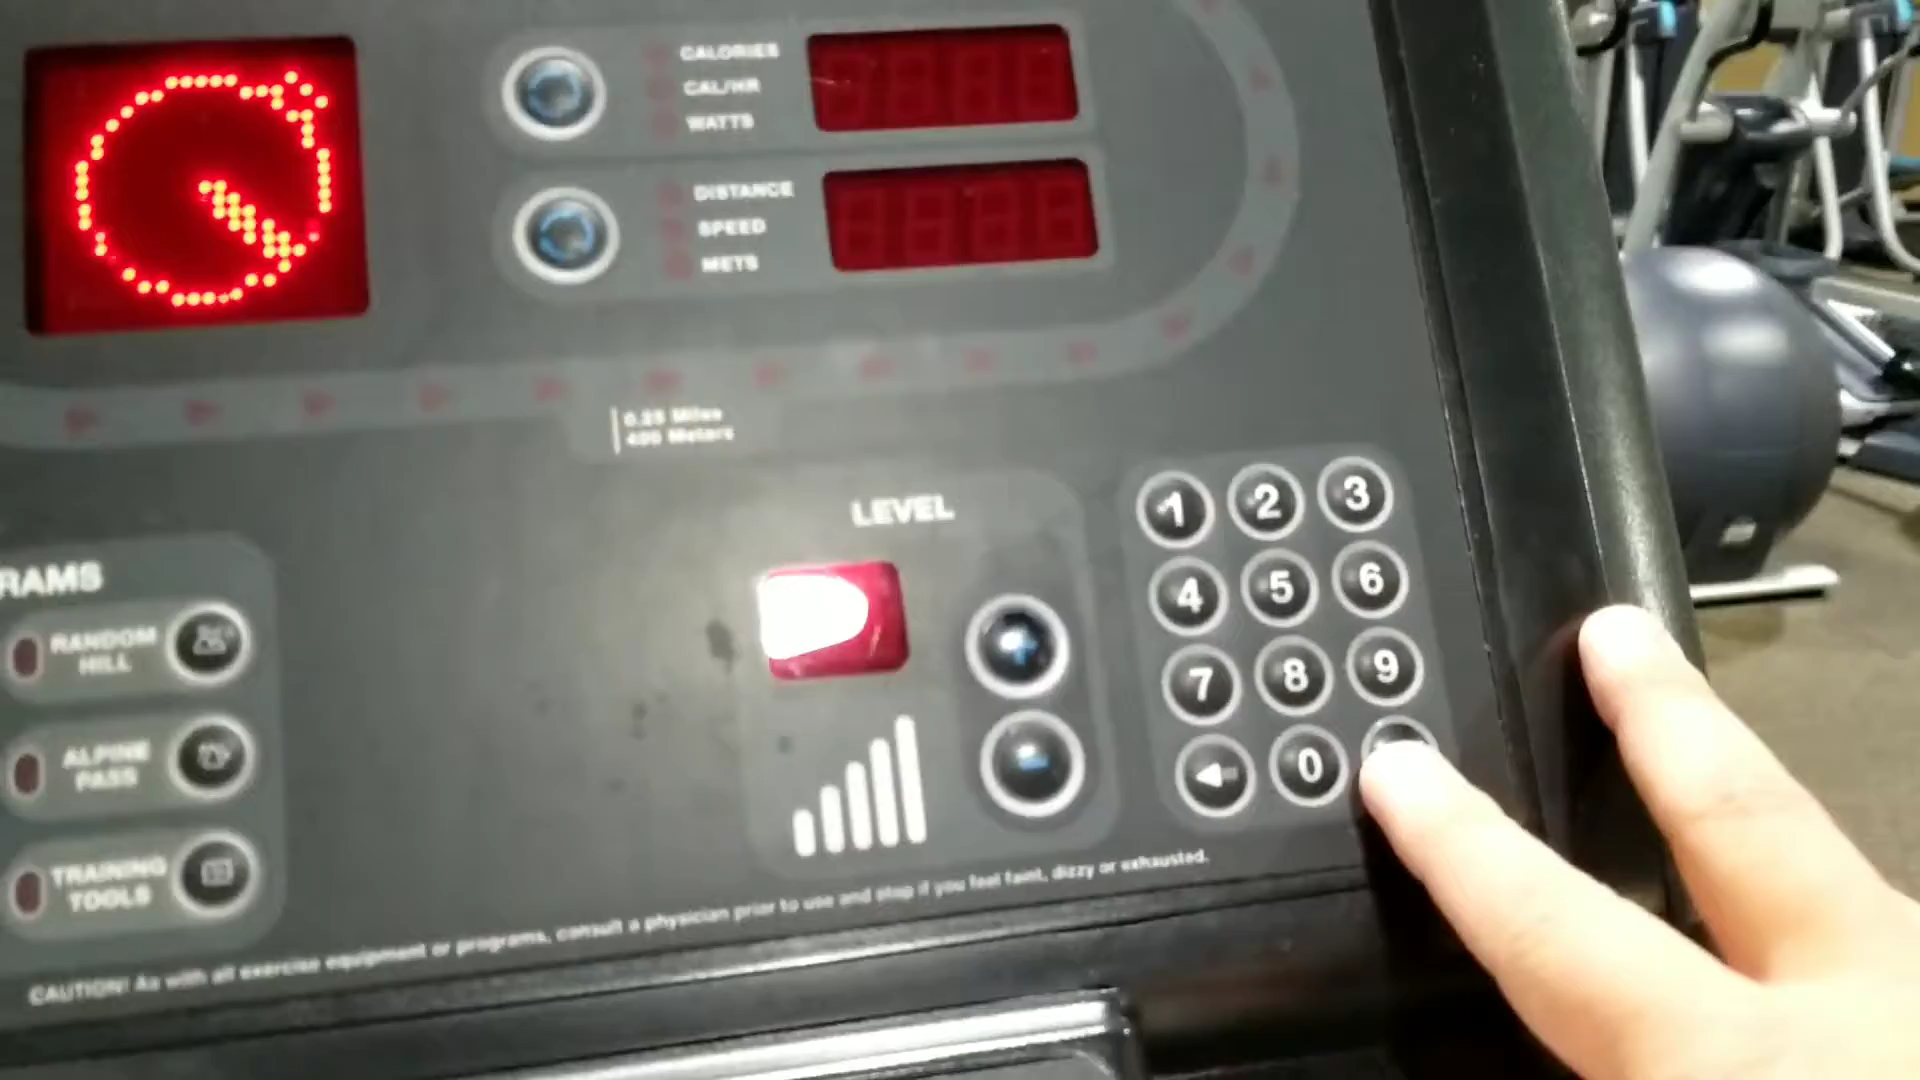 CALORIES
CAL/HR
WATTS
DISTANCE
SPEED
METS
0.25 Miles
400 Meters
LEVEL
1 2 3
4 5 6
7 8 9
0
RAMS
RANDOM
HILL
ALPINE
PASS
TRAINING
TOOLS
CAUTION! As with all exercise equipment or programs, consult a physician prior to use and stop if you feel faint, dizzy or exhausted.